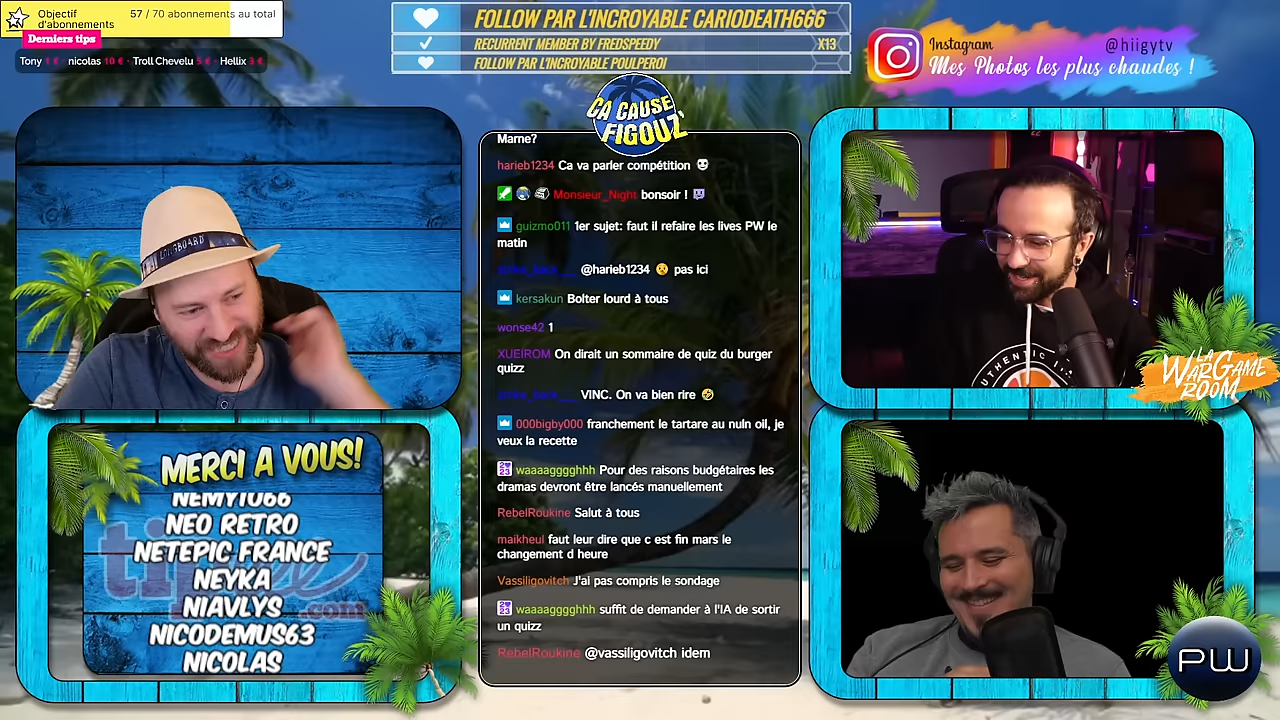 Objectif
d'abonnements
57 / 70 abonnements au total
Derniers tips
Tony 1 € - nicolas 10 € - Troll Chevelu 5 € - Hellix 3 €
FOLLOW PAR L'INCROYABLE CARIODEATH666
RECURRENT MEMBER BY FREDSPEEDY X13
FOLLOW PAR L'INCROYABLE POULPEROI
Instagram @hiigytv
Mes Photos les plus chaudes !
ÇA CAUSE
FIGOUZ'
Marne?
harieb1234 Ca va parler compétition
Monsieur_Night bonsoir !
guizmo011 1er sujet: faut il refaire les lives PW le
matin
@harieb1234 pas ici
kersakun Bolter lourd à tous
wonse42 1
XUEIROM On dirait un sommaire de quiz du burger
quizz
VINC. On va bien rire
000bigby000 franchement le tartare au nuln oil, je
veux la recette
waaaagggghhh Pour des raisons budgétaires les
dramas devront être lancés manuellement
RebelRoukine Salut à tous
maikheul faut leur dire que c est fin mars le
changement d heure
Vassiligovitch J'ai pas compris le sondage
waaaagggghhh suffit de demander à l'IA de sortir
un quizz
RebelRoukine @vassiligovitch idem
LONGBOARD
AUTHENTIC
LA
WARGAME
ROOM
MERCI A VOUS!
NEMYTO66
NEO RETRO
NETEPIC FRANCE
NEYKA
NIAVLYS
NICODEMUS63
NICOLAS
.com
PW